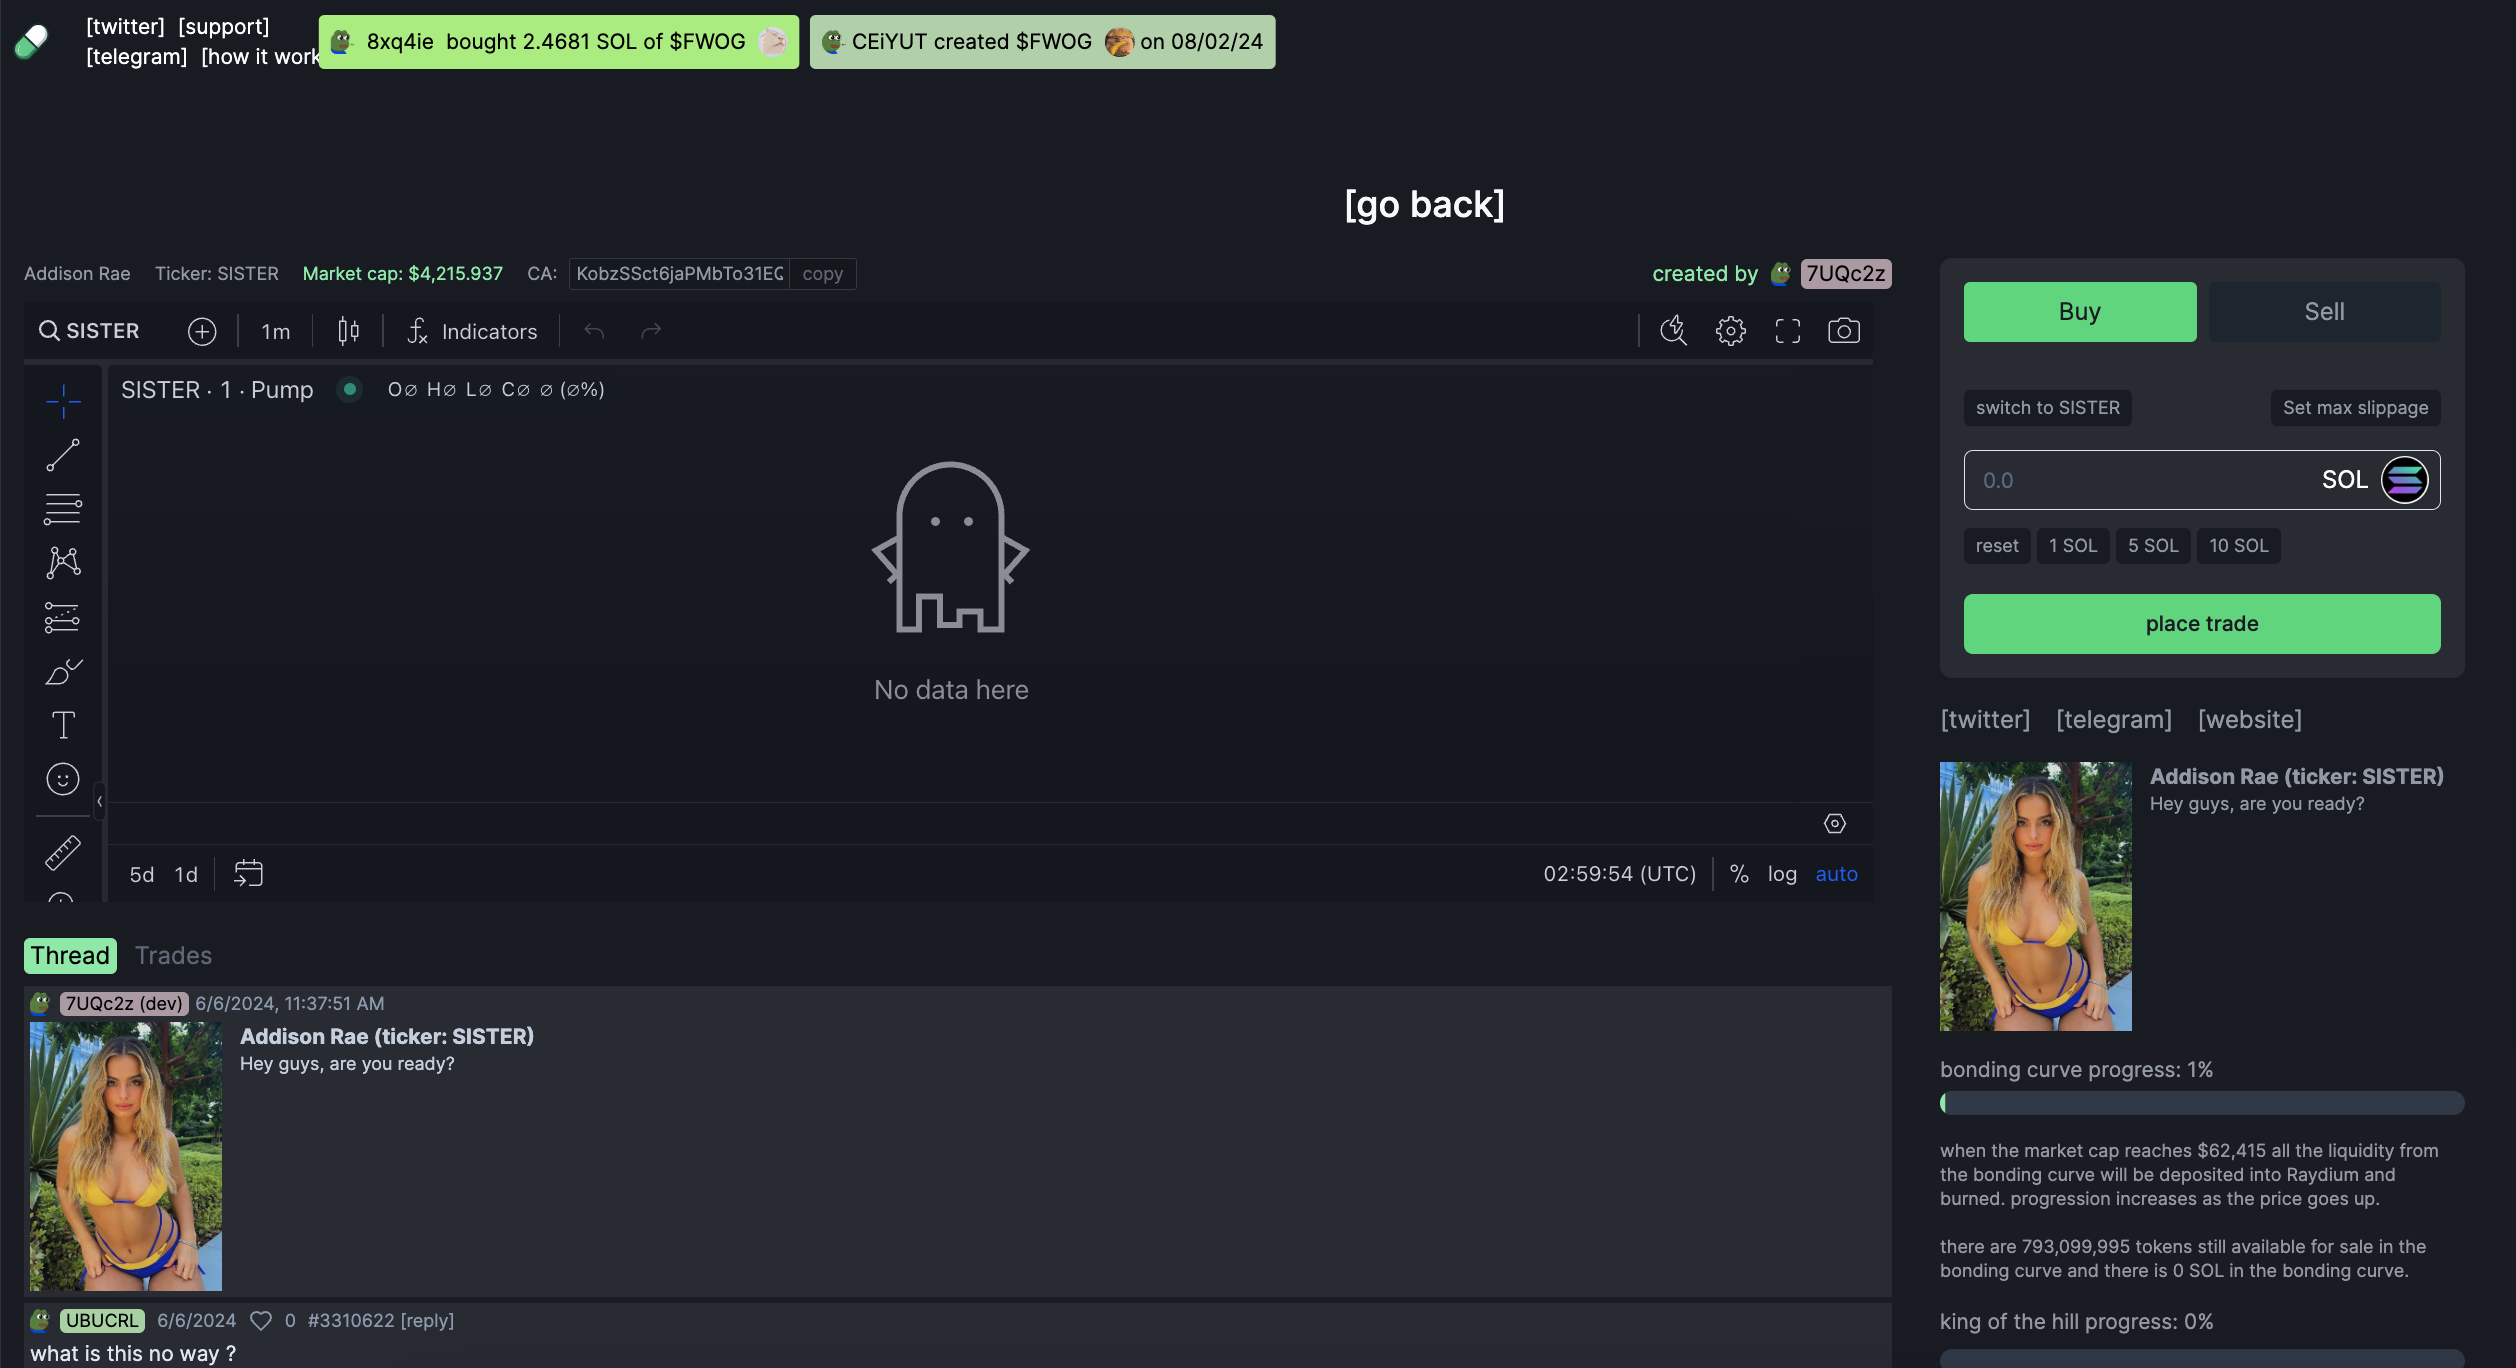 [twitter] [support]
[telegram] [how it work
8xq4ie bought 2.4681 SOL of $FWOG
CEiYUT created $FWOG on 08/02/24
[go back]
Addison Rae Ticker: SISTER Market cap: $4,215.937 CA: KobzSSct6jaPMbTo31EQ copy
created by 7UQc2z
SISTER 1m Indicators
SISTER · 1 · Pump O∅ H∅ L∅ C∅ ∅ (∅%)
No data here
5d 1d
02:59:54 (UTC) % log auto
Buy Sell
switch to SISTER Set max slippage
0.0 SOL
reset 1 SOL 5 SOL 10 SOL
place trade
[twitter] [telegram] [website]
Addison Rae (ticker: SISTER)
Hey guys, are you ready?
bonding curve progress: 1%
when the market cap reaches $62,415 all the liquidity from
the bonding curve will be deposited into Raydium and
burned. progression increases as the price goes up.
there are 793,099,995 tokens still available for sale in the
bonding curve and there is 0 SOL in the bonding curve.
king of the hill progress: 0%
Thread Trades
7UQc2z (dev) 6/6/2024, 11:37:51 AM
Addison Rae (ticker: SISTER)
Hey guys, are you ready?
UBUCRL 6/6/2024 0 #3310622 [reply]
what is this no way ?